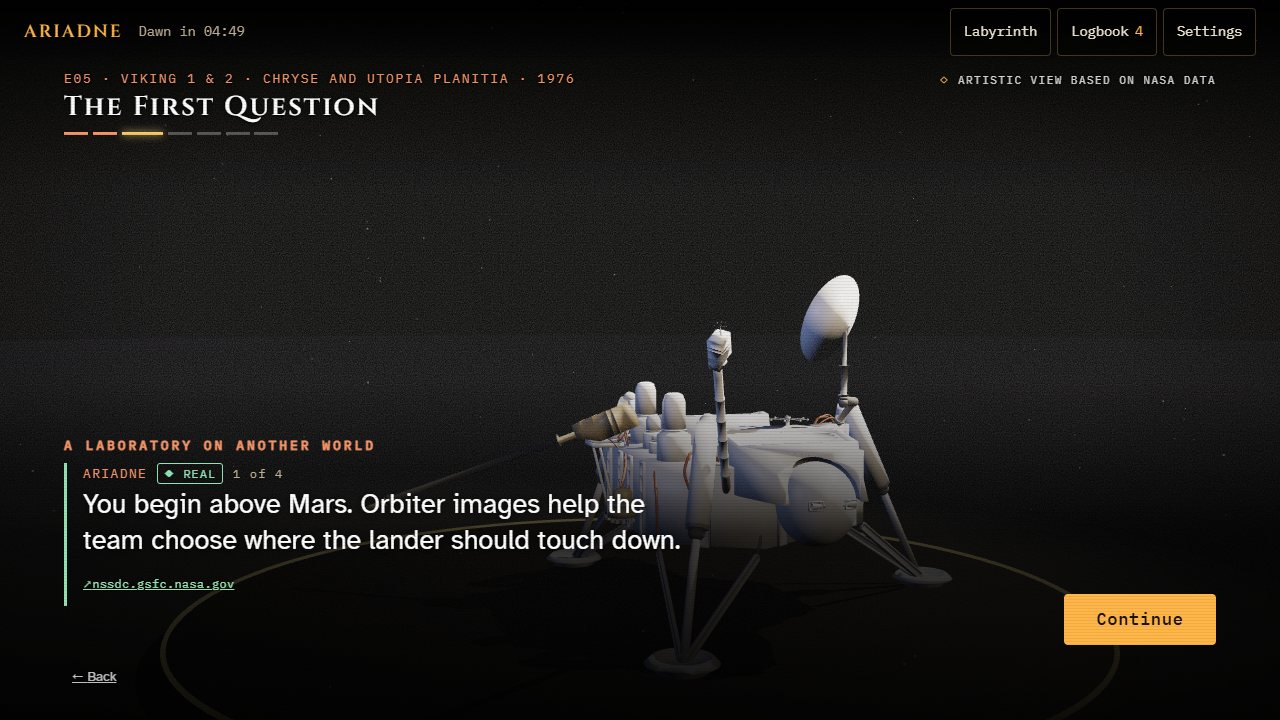 ARIADNE Dawn in 04:49 Labyrinth Logbook 4 Settings
E05 · VIKING 1 & 2 · CHRYSE AND UTOPIA PLANITIA · 1976
◇ ARTISTIC VIEW BASED ON NASA DATA
The First Question
A LABORATORY ON ANOTHER WORLD
ARIADNE ◆ REAL 1 of 4
You begin above Mars. Orbiter images help the
team choose where the lander should touch down.
↗nssdc.gsfc.nasa.gov
Continue
← Back